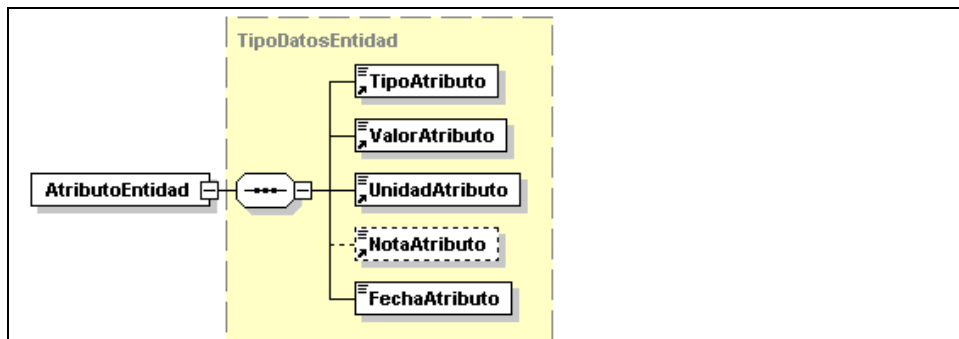 TipoDatosEntidad
TipoAtributo
ValorAtributo
AtributoEntidad
UnidadAtributo
NotaAtributo
FechaAtributo